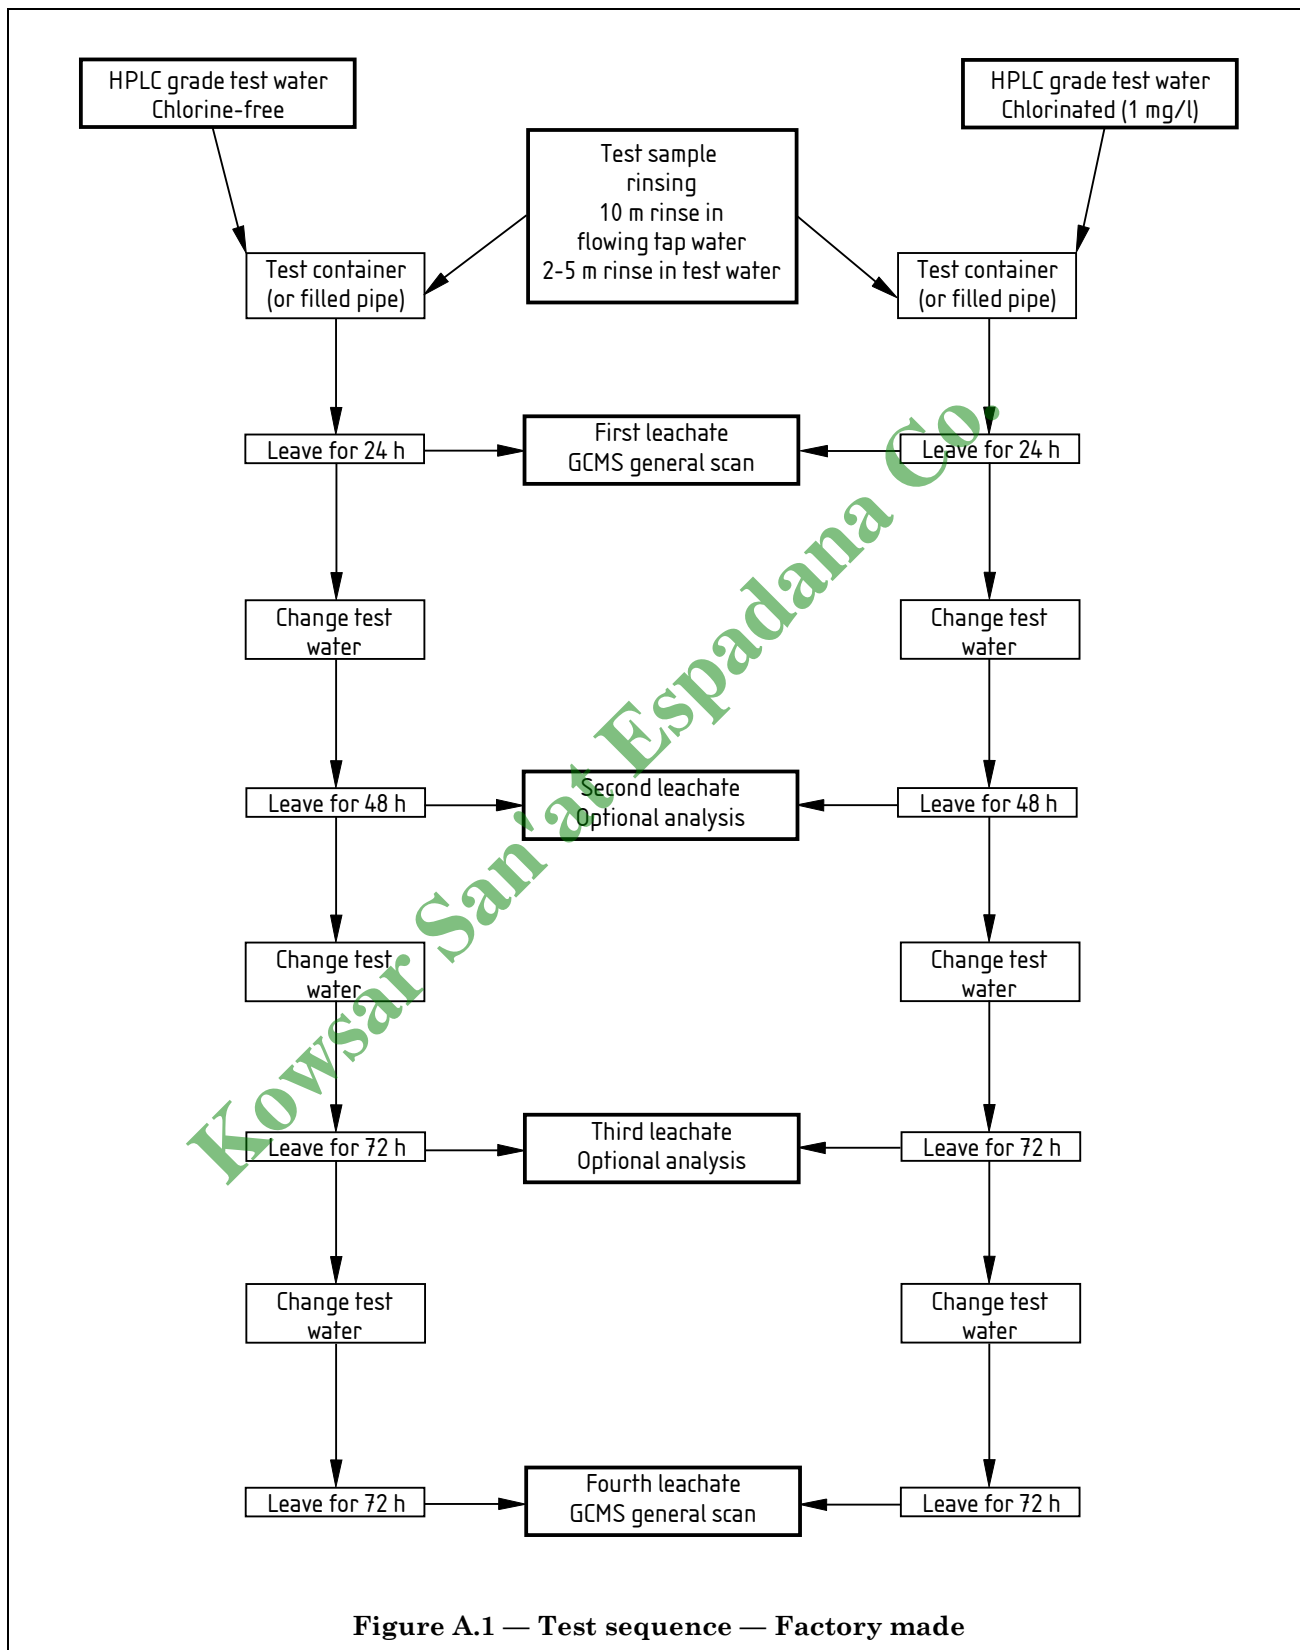 HPLC grade test water
Chlorine-free
HPLC grade test water
Chlorinated (1 mg/l)
Test sample
rinsing
10 m rinse in
flowing tap water
2-5 m rinse in test water
Test container
(or filled pipe)
Test container
(or filled pipe)
Leave for 24 h
First leachate
GCMS general scan
Leave for 24 h
Change test
water
Change test
water
Leave for 48 h
Second leachate
Optional analysis
Leave for 48 h
Change test
water
Change test
water
Leave for 72 h
Third leachate
Optional analysis
Leave for 72 h
Change test
water
Change test
water
Leave for 72 h
Fourth leachate
GCMS general scan
Leave for 72 h
Kowsar San'at Espadana Co.
Figure A.1 — Test sequence — Factory made